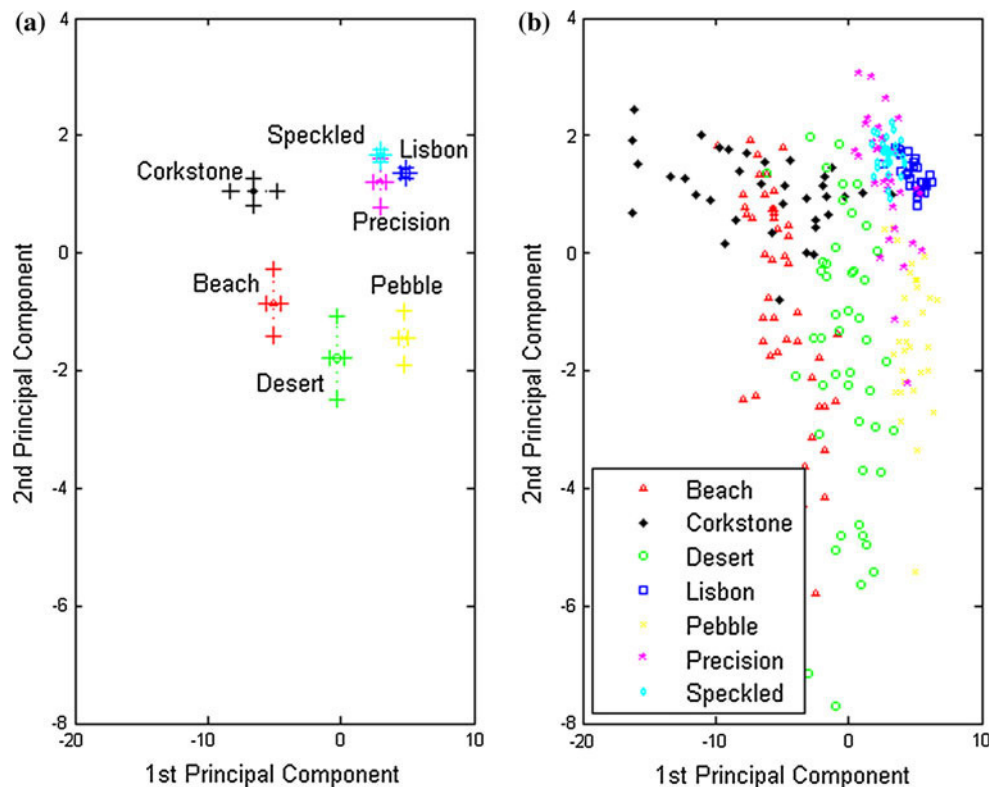 (a)
4
2
0
-2
-4
-6
-8
-20
-10
0
10
2nd Principal Component
1st Principal Component
Speckled
Lisbon
Corkstone
Precision
Beach
Pebble
Desert
(b)
4
2
0
-2
-4
-6
-8
-20
-10
0
10
2nd Principal Component
1st Principal Component
Beach
Corkstone
Desert
Lisbon
Pebble
Precision
Speckled